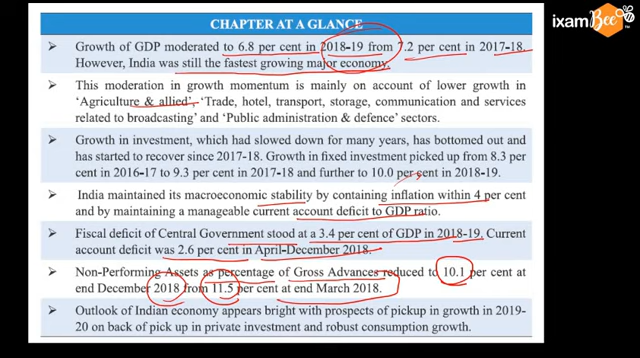 ixam Bee
CHAPTER AT A GLANCE
➢ Growth of GDP moderated to 6.8 per cent in 2018-19 from 7.2 per cent in 2017-18.
However, India was still the fastest growing major economy.
➢ This moderation in growth momentum is mainly on account of lower growth in
‘Agriculture & allied’, ‘Trade, hotel, transport, storage, communication and services
related to broadcasting’ and ‘Public administration & defence’ sectors.
➢ Growth in investment, which had slowed down for many years, has bottomed out and
has started to recover since 2017-18. Growth in fixed investment picked up from 8.3 per
cent in 2016-17 to 9.3 per cent in 2017-18 and further to 10.0 per cent in 2018-19.
➢ India maintained its macroeconomic stability by containing inflation within 4 per cent
and by maintaining a manageable current account deficit to GDP ratio.
➢ Fiscal deficit of Central Government stood at a 3.4 per cent of GDP in 2018-19. Current
account deficit was 2.6 per cent in April-December 2018.
➢ Non-Performing Assets as percentage of Gross Advances reduced to 10.1 per cent at
end December 2018 from 11.5 per cent at end March 2018.
➢ Outlook of Indian economy appears bright with prospects of pickup in growth in 2019-
20 on back of pick up in private investment and robust consumption growth.